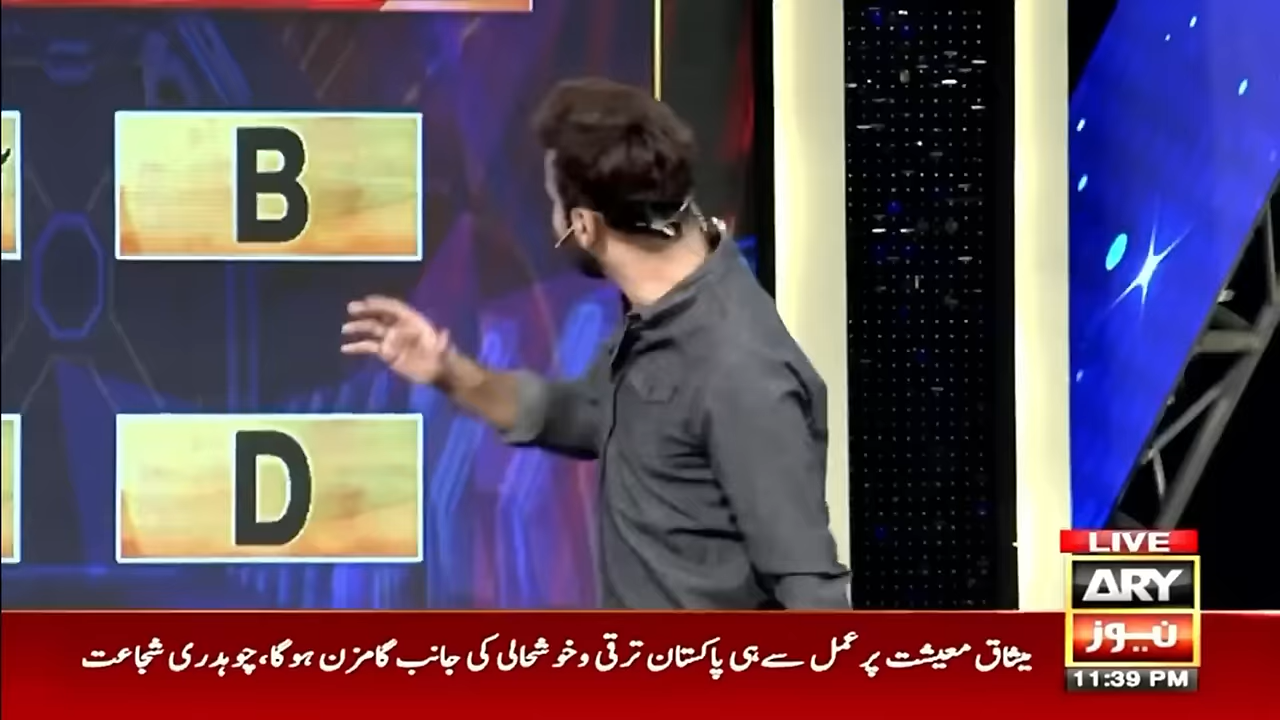 B
D
LIVE
ARY
نیوز
میثاق معیشت پر عمل سے ہی پاکستان ترقی و خوشحالی کی جانب گامزن ہوگا، چوہدری شجاعت
11:39 PM